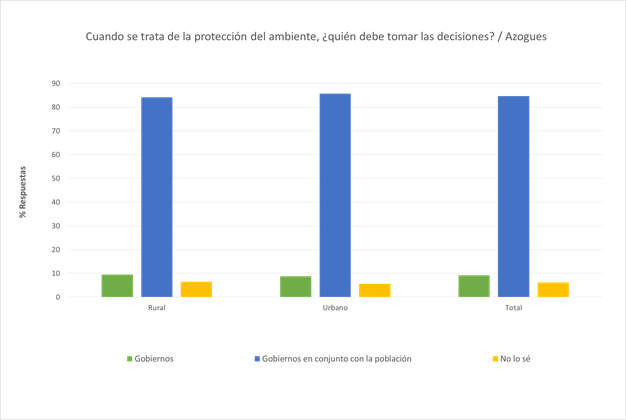 Cuando se trata de la protección del ambiente, ¿quién debe tomar las decisiones? / Azogues
% Respuestas
90
80
70
60
50
40
30
20
10
0
Rural
Urbano
Total
Gobiernos
Gobiernos en conjunto con la población
No lo sé